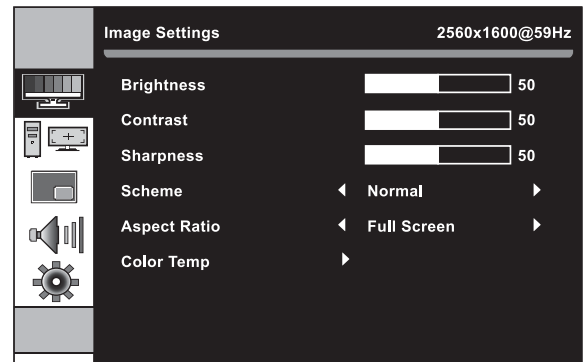 Image Settings 2560x1600@59Hz
Brightness 50
Contrast 50
Sharpness 50
Scheme Normal
Aspect Ratio Full Screen
Color Temp